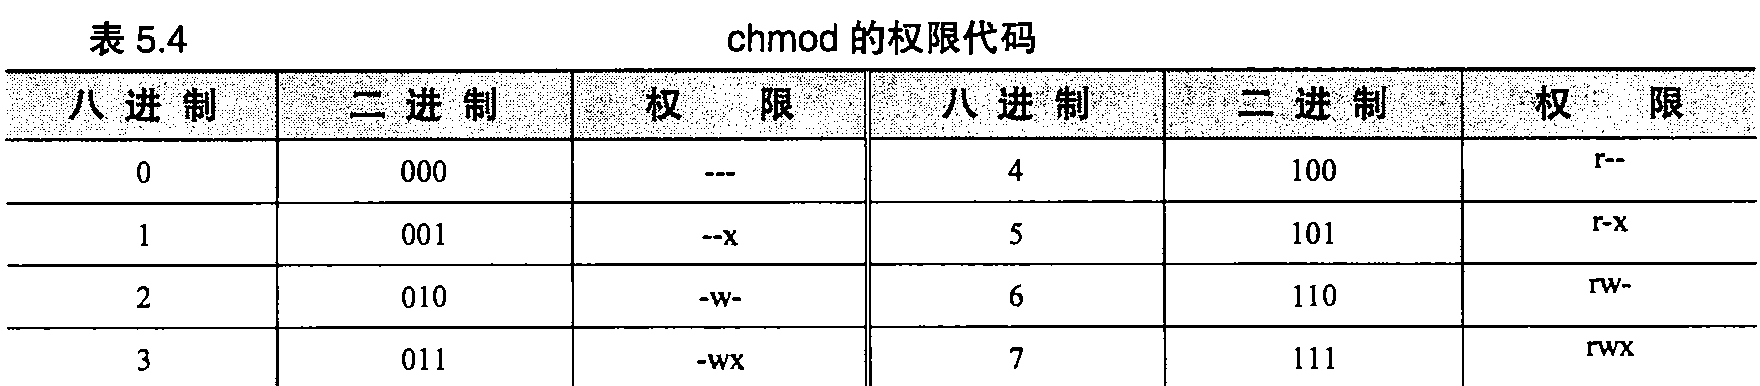 表 5.4 chmod 的权限代码
八 进 制 二 进 制 权 限 八 进 制 二 进 制 权 限
0 000 --- 4 100 r--
1 001 --x 5 101 r-x
2 010 -w- 6 110 rw-
3 011 -wx 7 111 rwx